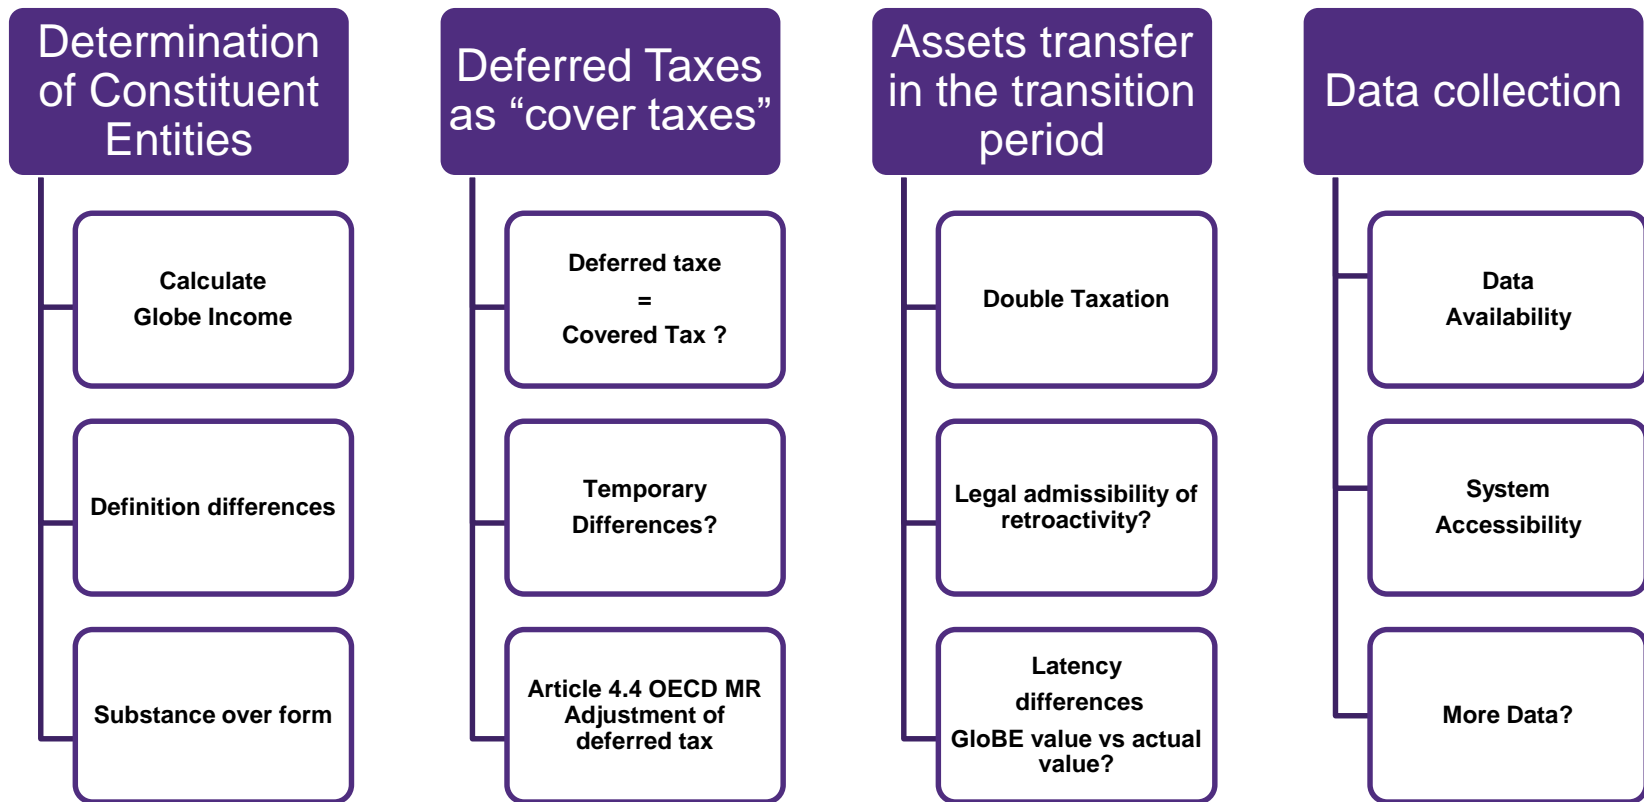 Determination
of Constituent
Entities
Calculate
Globe Income
Definition differences
Substance over form
Deferred Taxes
as “cover taxes”
Deferred taxe
=
Covered Tax ?
Temporary
Differences?
Article 4.4 OECD MR
Adjustment of
deferred tax
Assets transfer
in the transition
period
Double Taxation
Legal admissibility of
retroactivity?
Latency
differences
GloBE value vs actual
value?
Data collection
Data
Availability
System
Accessibility
More Data?